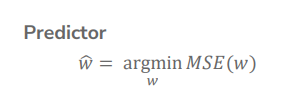 Predictor
ŵ = argmin MSE(w)
w